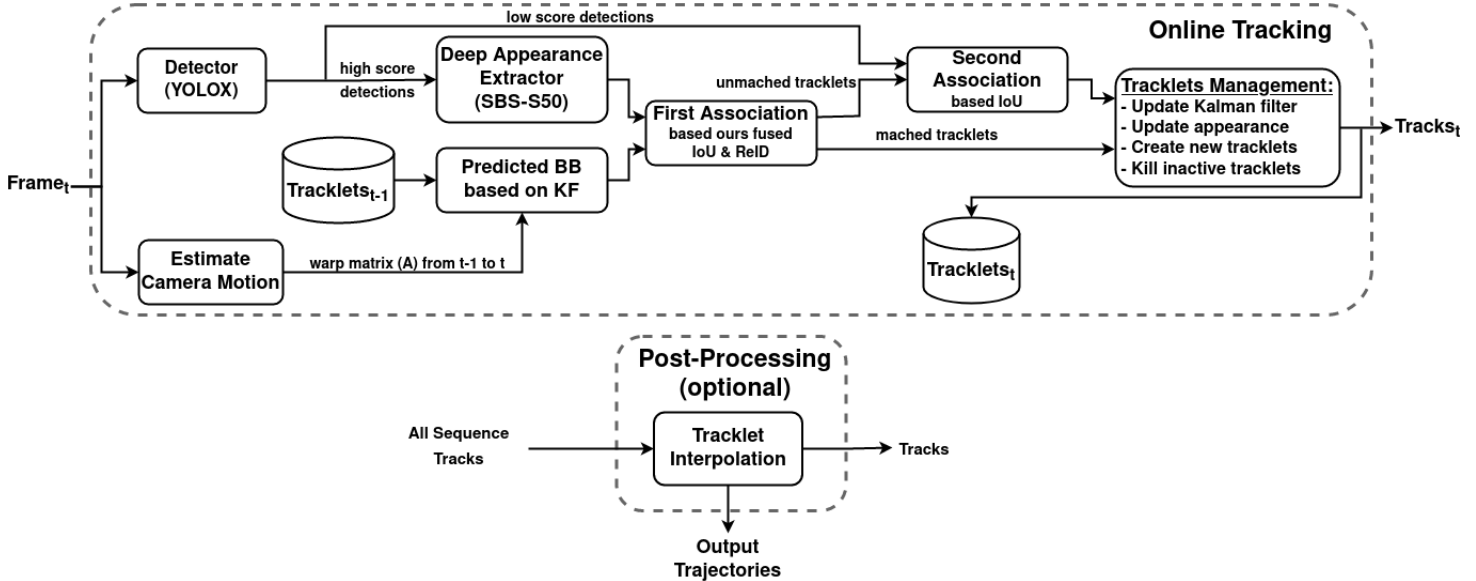 low score detections
Online Tracking
Detector
(YOLOX)
high score
detections
Deep Appearance
Extractor
(SBS-S50)
unmached tracklets
Second
Association
based IoU
Tracklets Management:
- Update Kalman filter
- Update appearance
- Create new tracklets
- Kill inactive tracklets
Tracks_t
First Association
based ours fused
IoU & ReID
mached tracklets
Frame_t
Tracklets_t-1
Predicted BB
based on KF
Estimate
Camera Motion
warp matrix (A) from t-1 to t
Tracklets_t
Post-Processing
(optional)
All Sequence
Tracks
Tracklet
Interpolation
Tracks
Output
Trajectories